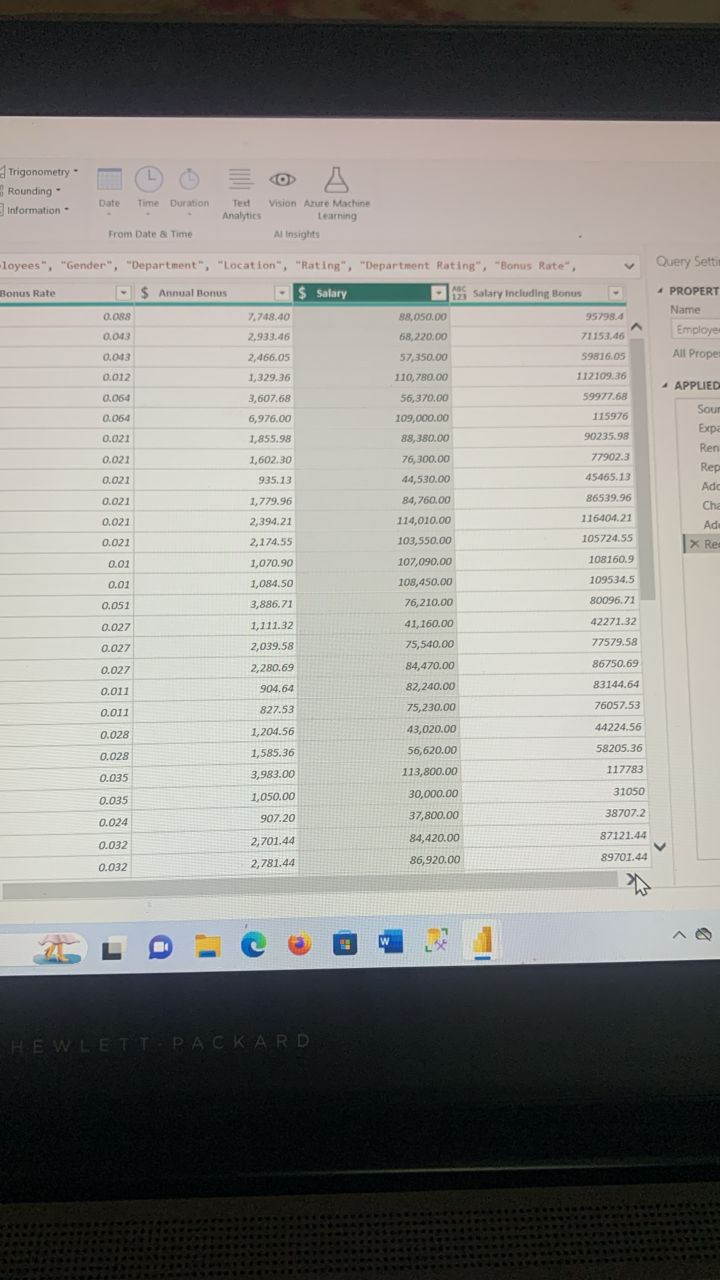 Trigonometry
Rounding
Information
Date Time Duration Text Analytics Vision Azure Machine Learning
From Date & Time AI Insights
loyees", "Gender", "Department", "Location", "Rating", "Department Rating", "Bonus Rate",
Query Setti
Bonus Rate $ Annual Bonus $ Salary ABC 123 Salary Including Bonus
0.088 7,748.40 88,050.00 95798.4
0.043 2,933.46 68,220.00 71153.46
0.043 2,466.05 57,350.00 59816.05
0.012 1,329.36 110,780.00 112109.36
0.064 3,607.68 56,370.00 59977.68
0.064 6,976.00 109,000.00 115976
0.021 1,855.98 88,380.00 90235.98
0.021 1,602.30 76,300.00 77902.3
0.021 935.13 44,530.00 45465.13
0.021 1,779.96 84,760.00 86539.96
0.021 2,394.21 114,010.00 116404.21
0.021 2,174.55 103,550.00 105724.55
0.01 1,070.90 107,090.00 108160.9
0.01 1,084.50 108,450.00 109534.5
0.051 3,886.71 76,210.00 80096.71
0.027 1,111.32 41,160.00 42271.32
0.027 2,039.58 75,540.00 77579.58
0.027 2,280.69 84,470.00 86750.69
0.011 904.64 82,240.00 83144.64
0.011 827.53 75,230.00 76057.53
0.028 1,204.56 43,020.00 44224.56
0.028 1,585.36 56,620.00 58205.36
0.035 3,983.00 113,800.00 117783
0.035 1,050.00 30,000.00 31050
0.024 907.20 37,800.00 38707.2
0.032 2,701.44 84,420.00 87121.44
0.032 2,781.44 86,920.00 89701.44
PROPERT
Name
Employe
All Prope
APPLIED
Sour
Expa
Ren
Rep
Add
Cha
Ad
Re
W
HEWLETT-PACKARD